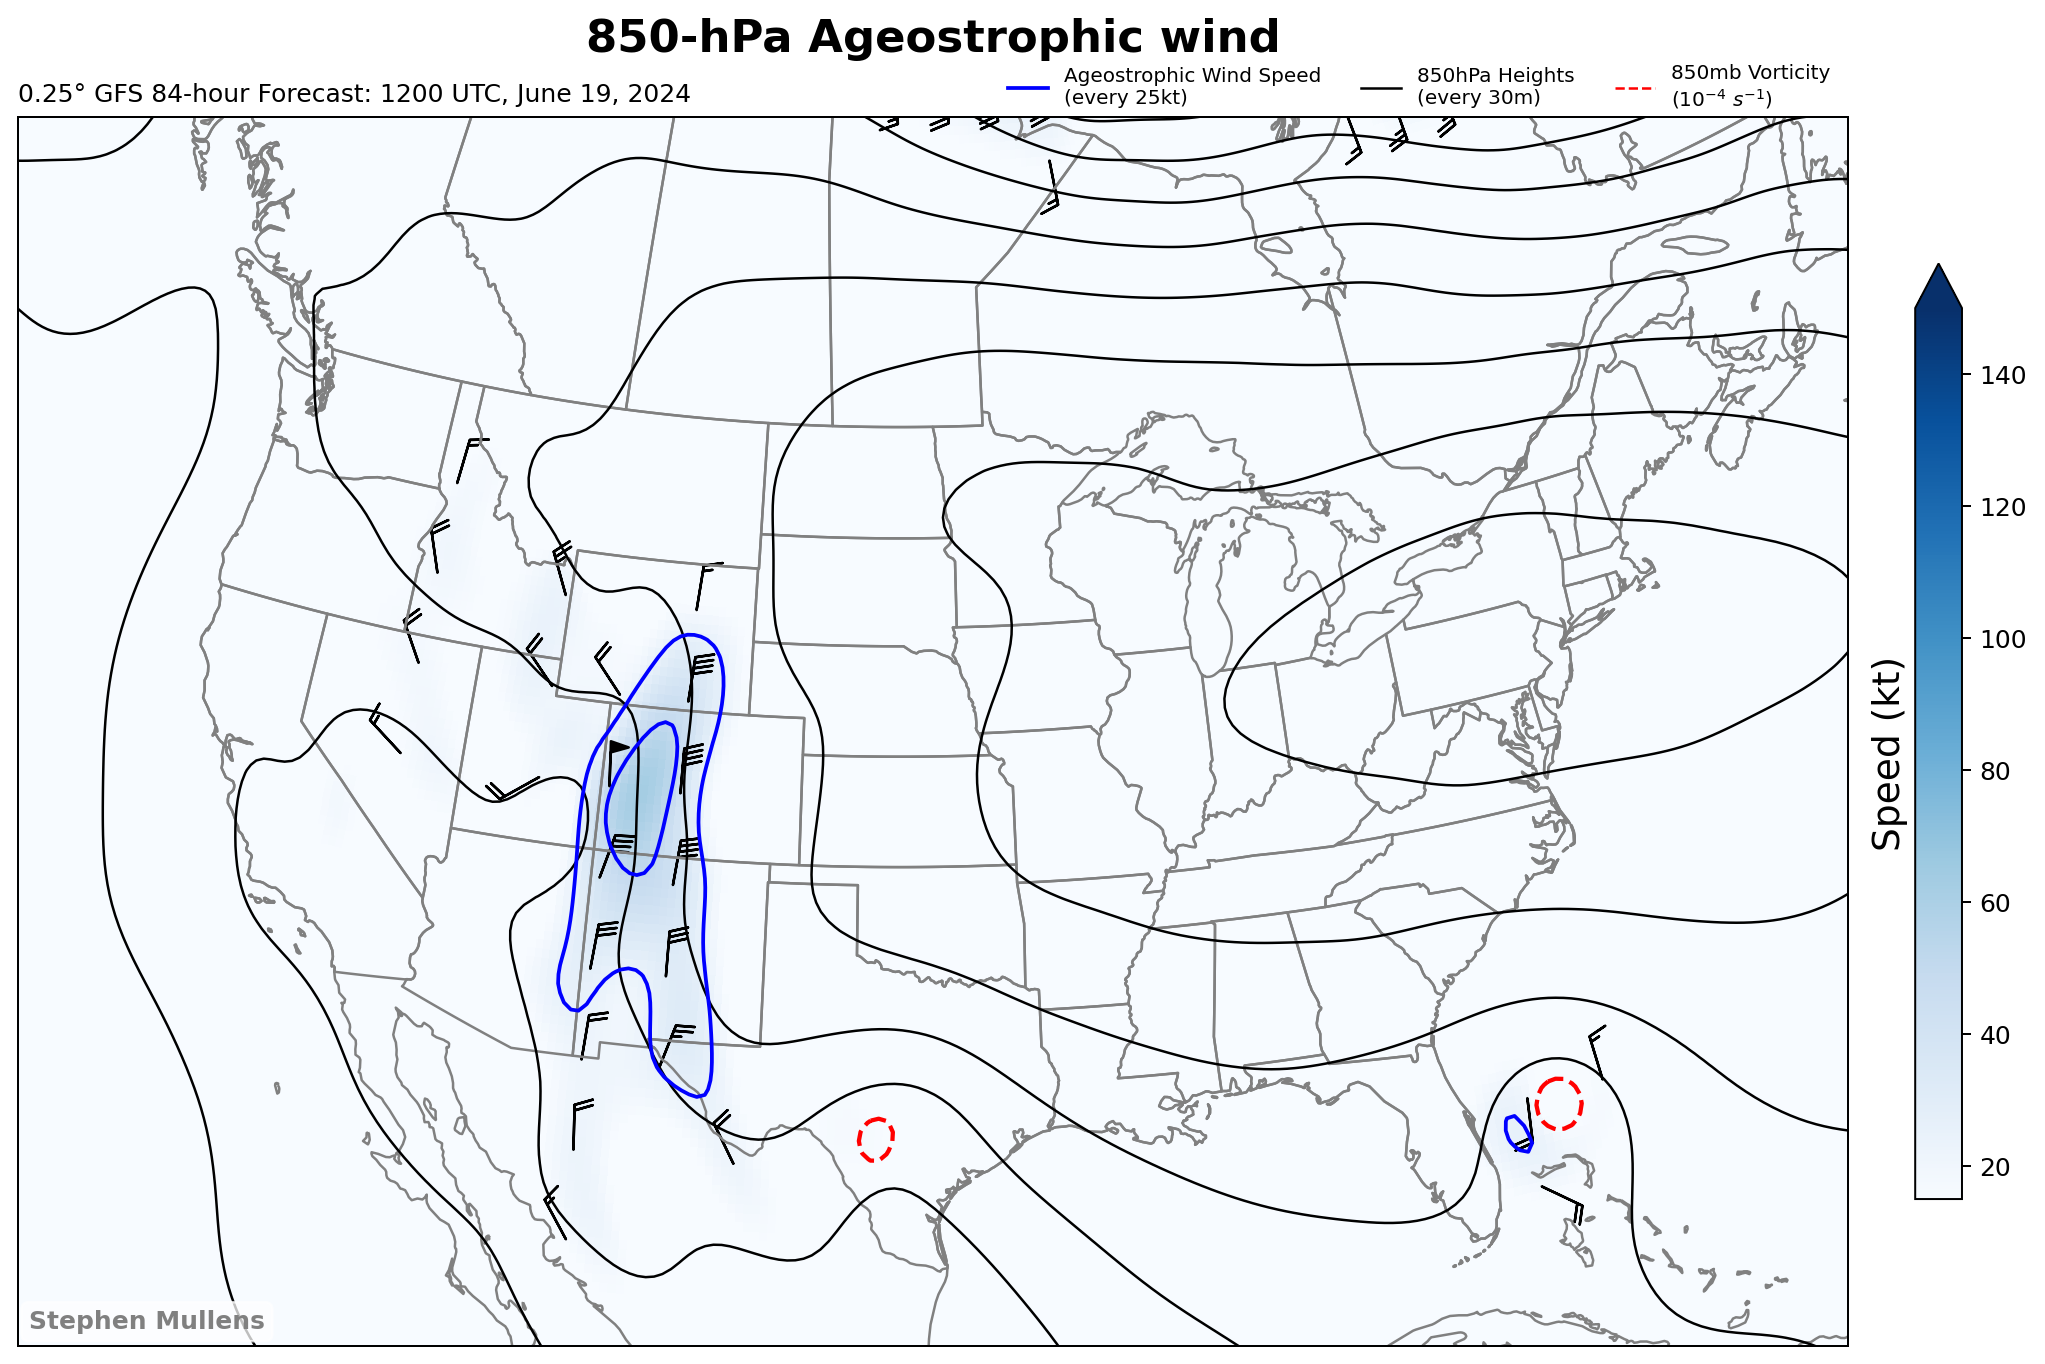 850-hPa Ageostrophic wind
0.25° GFS 84-hour Forecast: 1200 UTC, June 19, 2024
Ageostrophic Wind Speed
(every 25kt)
850hPa Heights
(every 30m)
850mb Vorticity
(10⁻⁴ s⁻¹)
140
120
100
80
60
40
20
Speed (kt)
Stephen Mullens